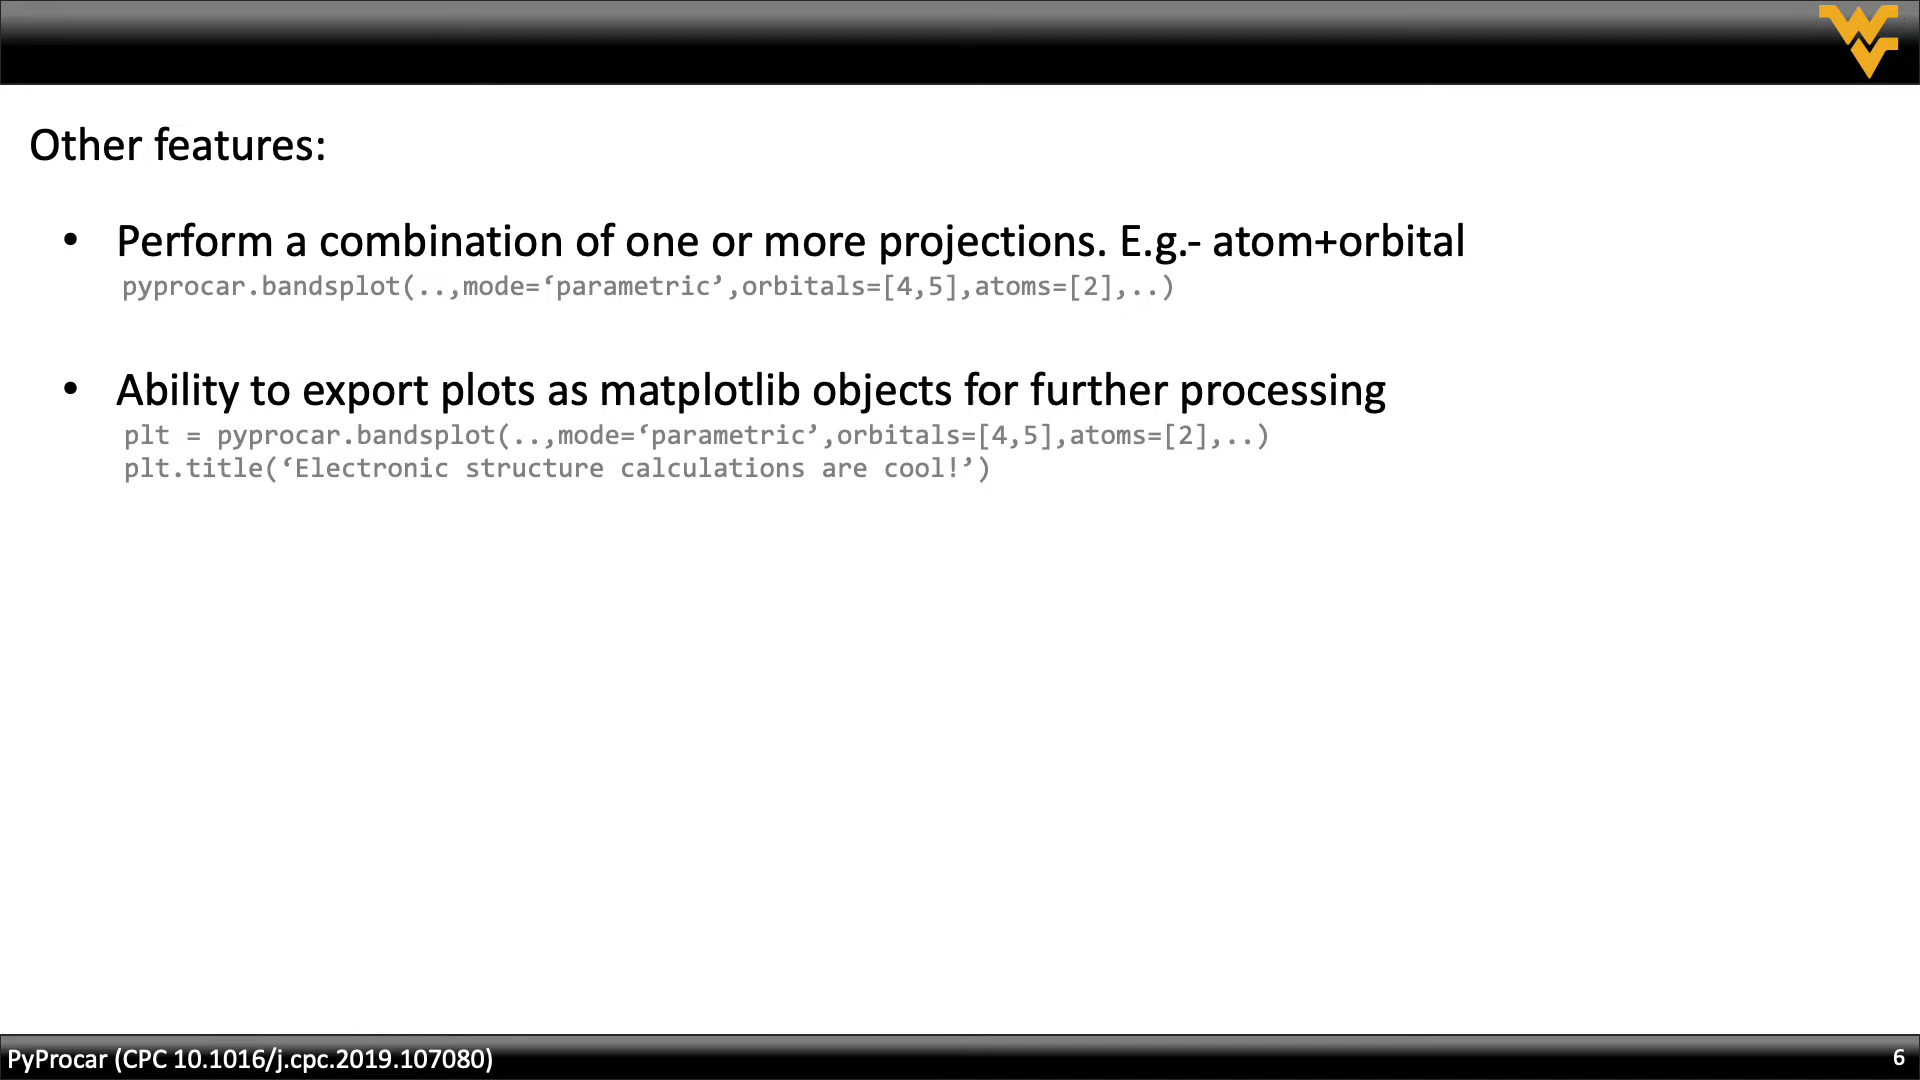 Other features:
• Perform a combination of one or more projections. E.g.- atom+orbital
pyprocar.bandsplot(..,mode=‘parametric’,orbitals=[4,5],atoms=[2],..)
• Ability to export plots as matplotlib objects for further processing
plt = pyprocar.bandsplot(..,mode=‘parametric’,orbitals=[4,5],atoms=[2],..)
plt.title(‘Electronic structure calculations are cool!’)
PyProcar (CPC 10.1016/j.cpc.2019.107080)
6